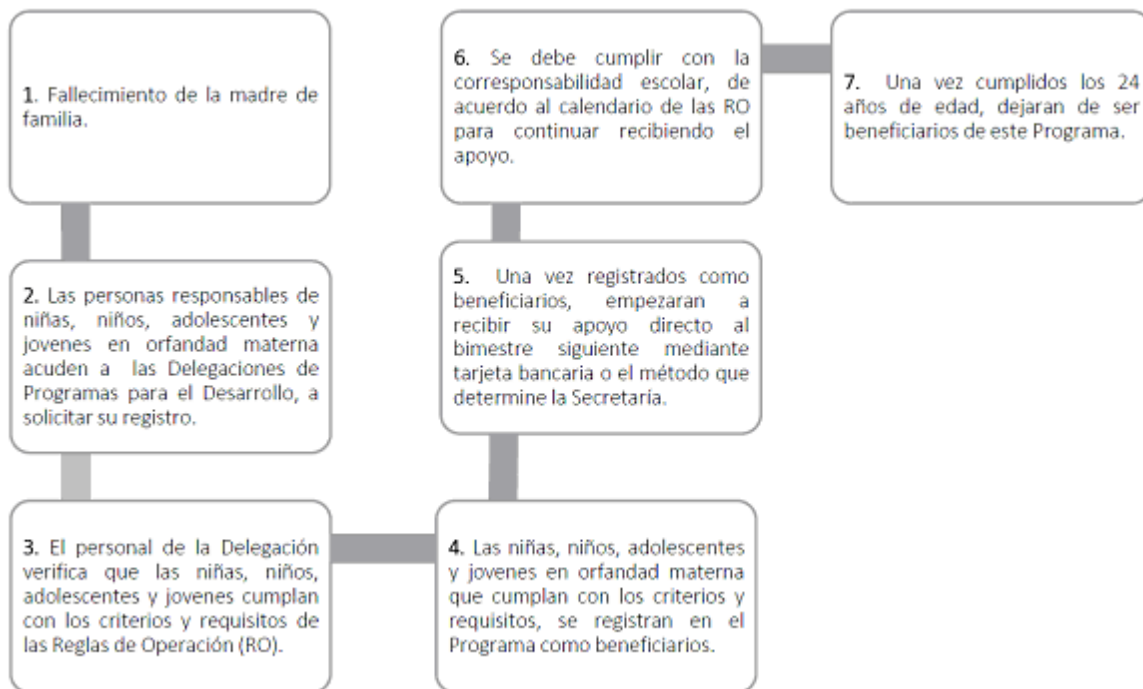 1. Fallecimiento de la madre de
familia.
2. Las personas responsables de
niñas, niños, adolescentes y
jovenes en orfandad materna
acuden a las Delegaciones de
Programas para el Desarrollo, a
solicitar su registro.
3. El personal de la Delegación
verifica que las niñas, niños,
adolescentes y jovenes cumplan
con los criterios y requisitos de
las Reglas de Operación (RO).
4. Las niñas, niños, adolescentes
y jovenes en orfandad materna
que cumplan con los criterios y
requisitos, se registran en el
Programa como beneficiarios.
5. Una vez registrados como
beneficiarios, empezaran a
recibir su apoyo directo al
bimestre siguiente mediante
tarjeta bancaria o el método que
determine la Secretaría.
6. Se debe cumplir con la
corresponsabilidad escolar, de
acuerdo al calendario de las RO
para continuar recibiendo el
apoyo.
7. Una vez cumplidos los 24
años de edad, dejaran de ser
beneficiarios de este Programa.